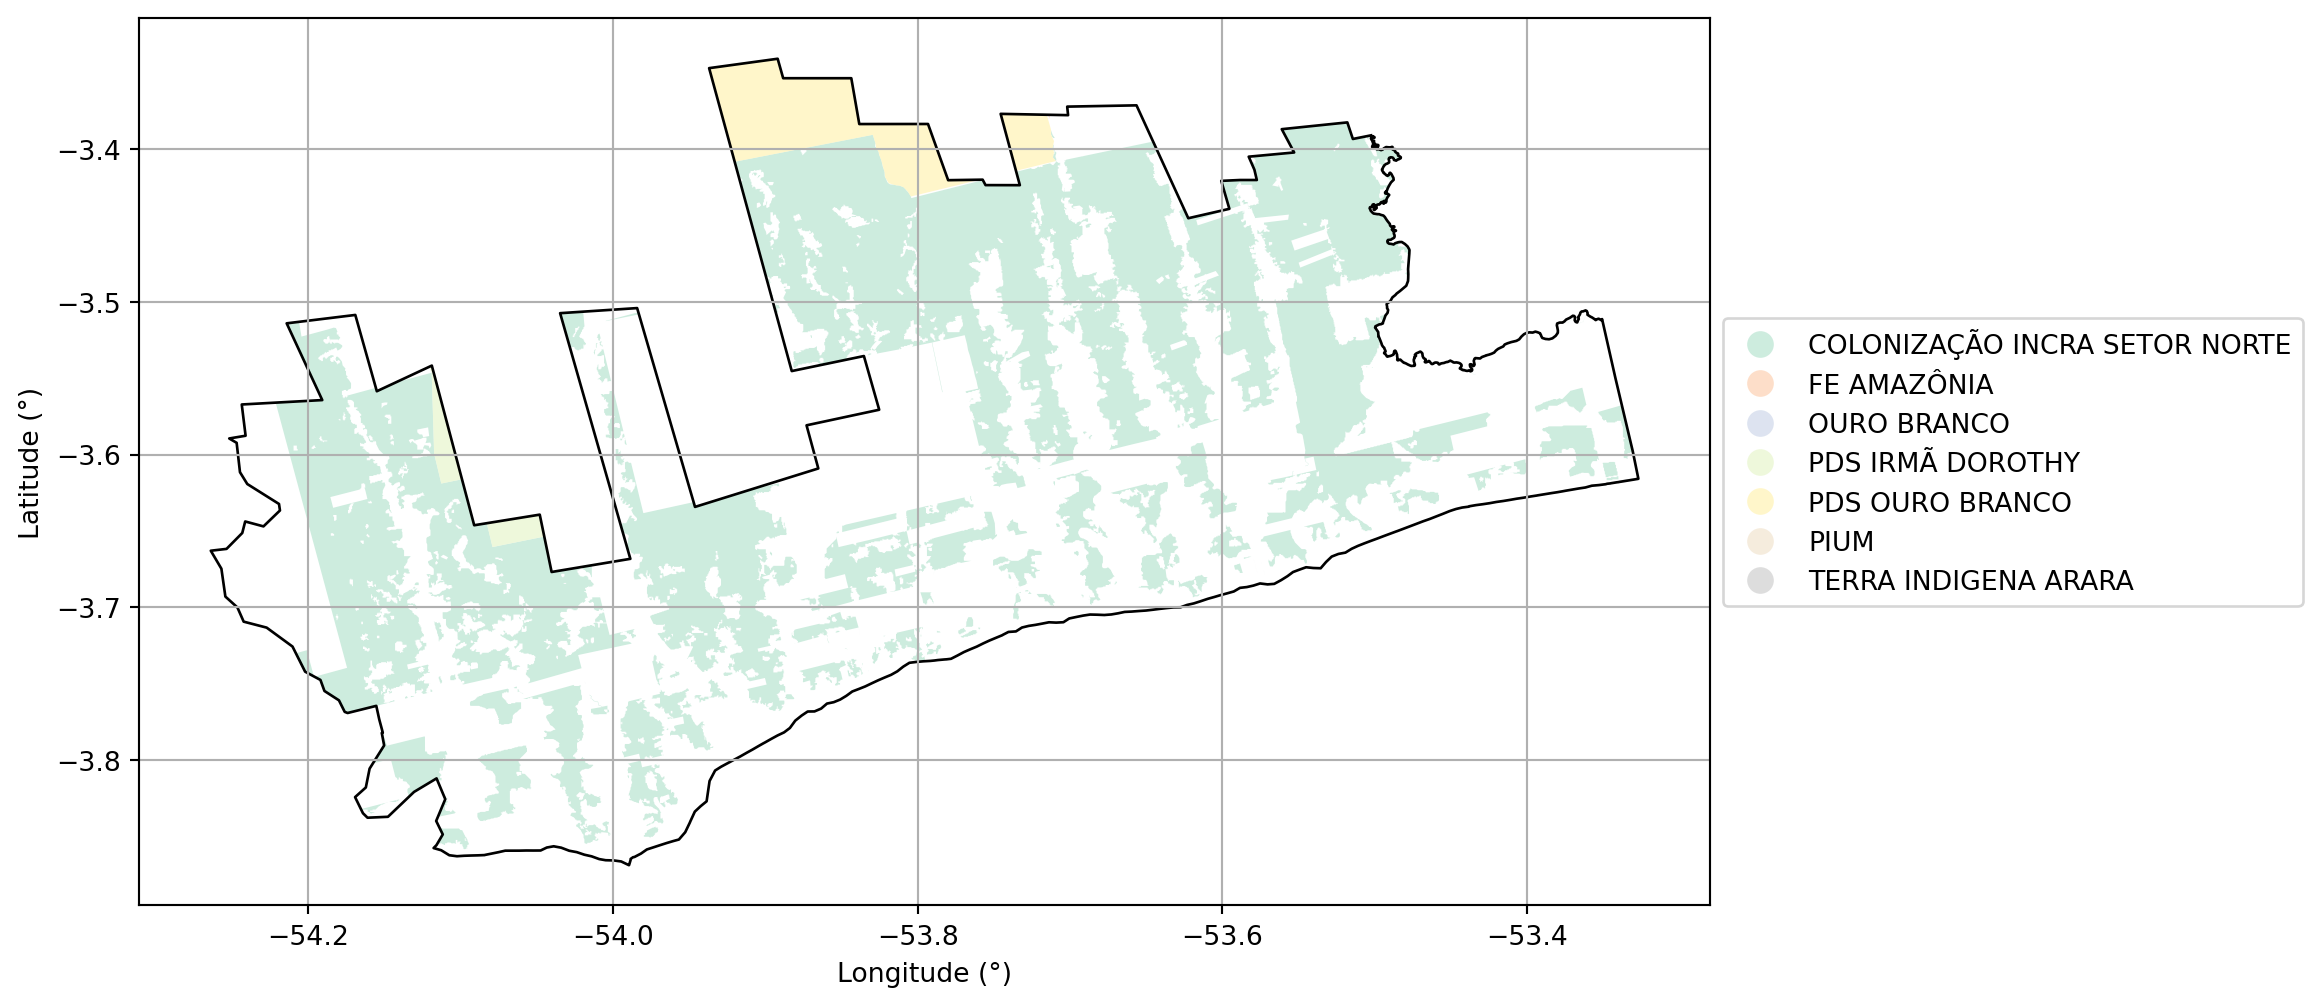 −3.4
−3.5
−3.6
−3.7
−3.8
Latitude (°)
−54.2
−54.0
−53.8
−53.6
−53.4
Longitude (°)
COLONIZAÇÃO INCRA SETOR NORTE
FE AMAZÔNIA
OURO BRANCO
PDS IRMÃ DOROTHY
PDS OURO BRANCO
PIUM
TERRA INDIGENA ARARA